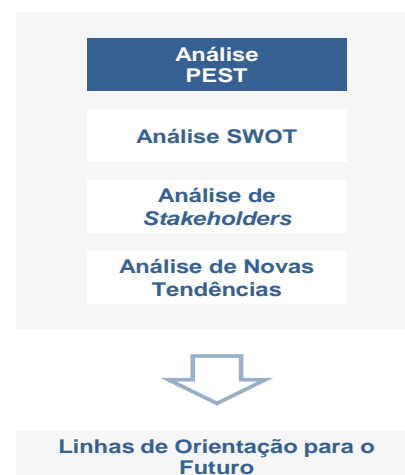 Análise
PEST
Análise SWOT
Análise de
Stakeholders
Análise de Novas
Tendências
Linhas de Orientação para o
Futuro